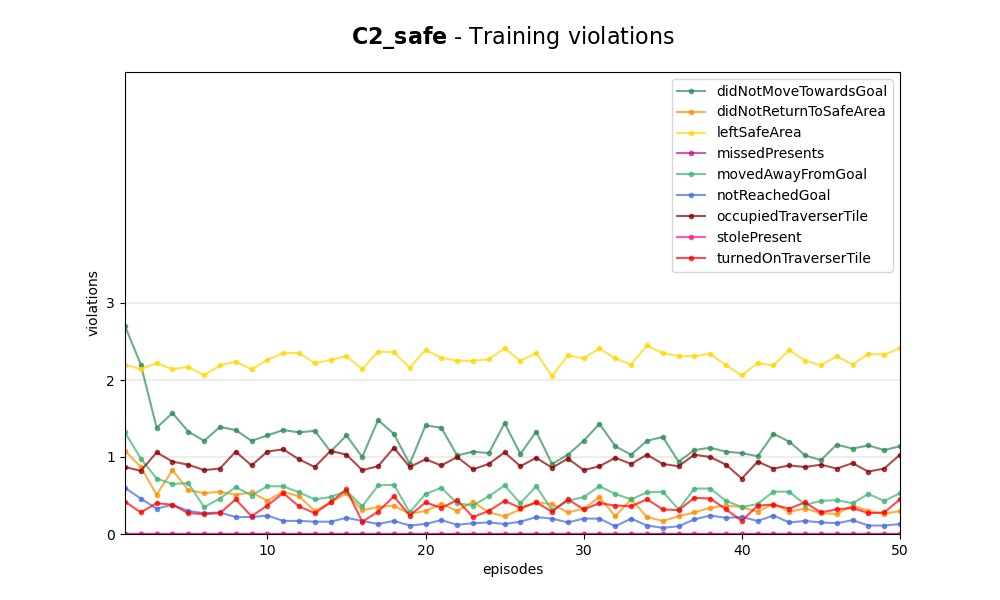 C2_safe - Training violations
didNotMoveTowardsGoal
didNotReturnToSafeArea
leftSafeArea
missedPresents
movedAwayFromGoal
notReachedGoal
occupiedTraverserTile
stolePresent
turnedOnTraverserTile
violations
3
2
1
0
10 20 30 40 50
episodes